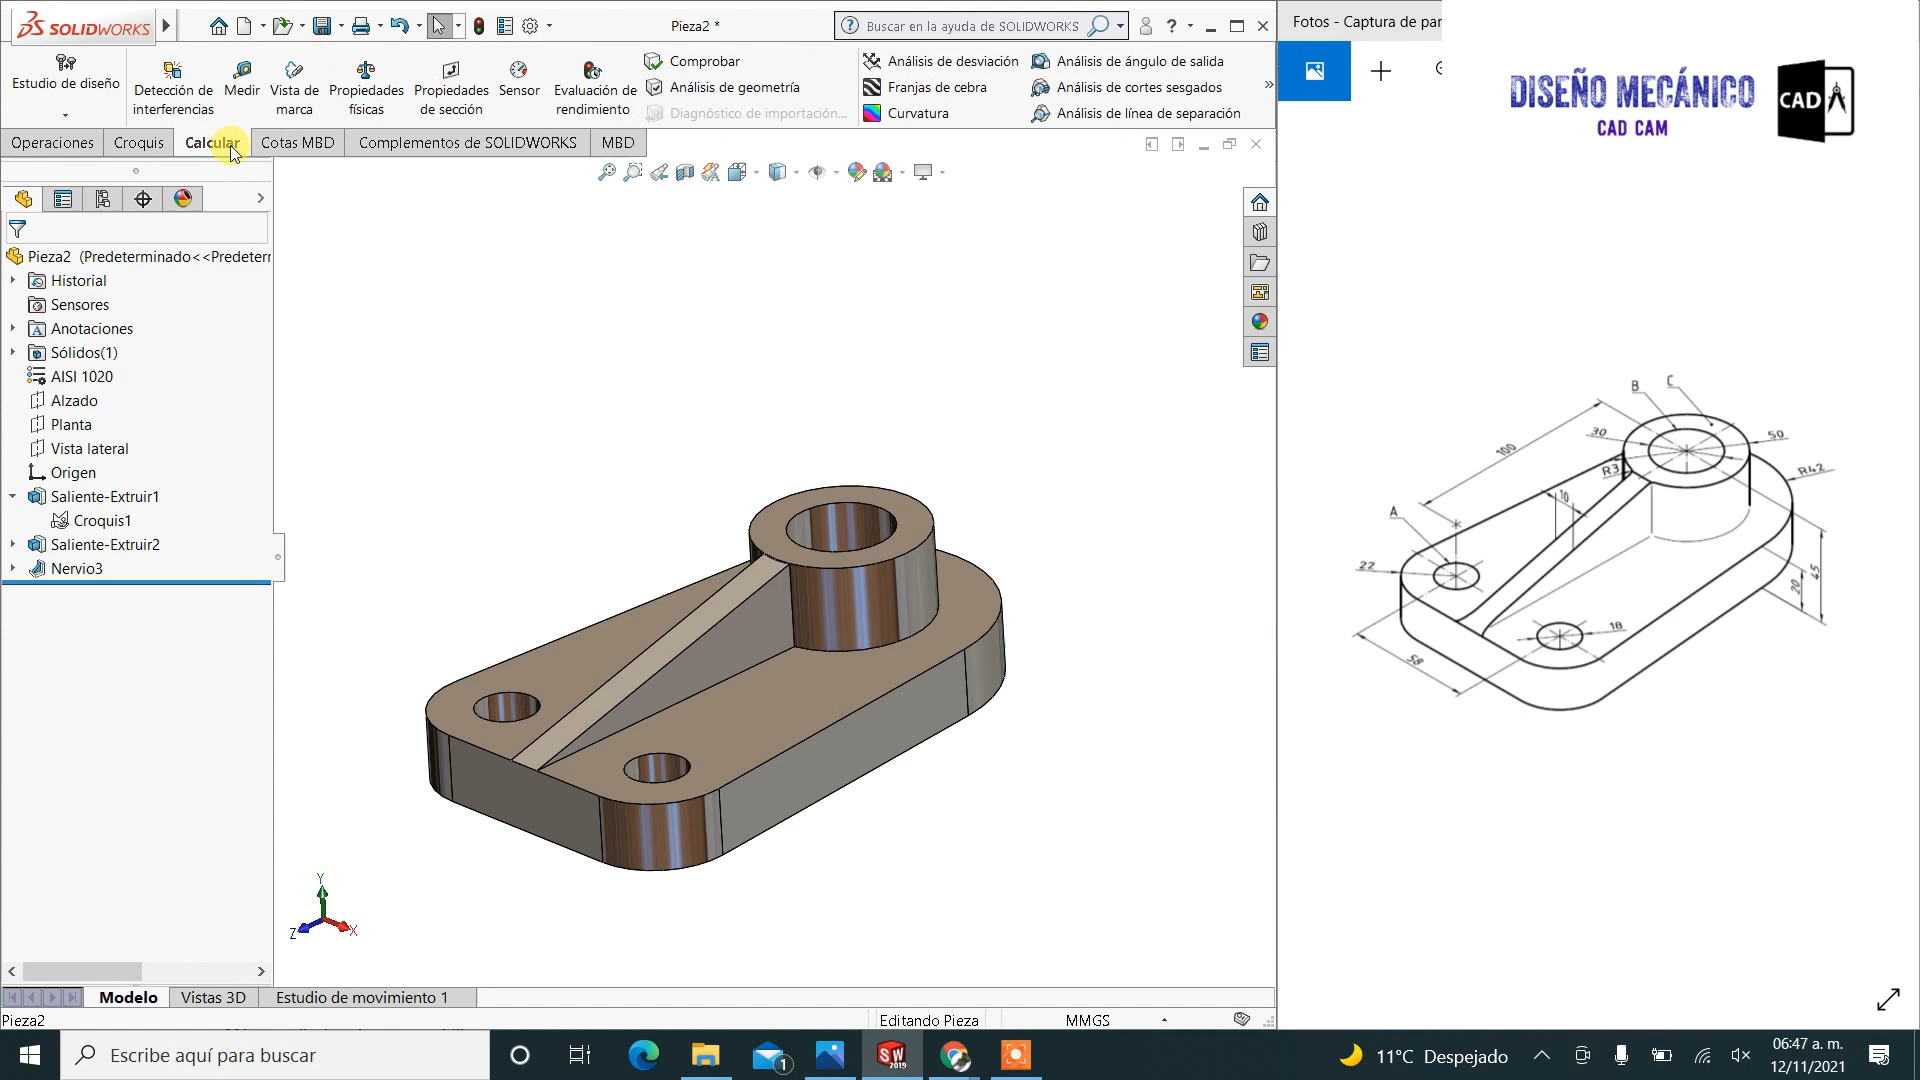 SOLIDWORKS
Pieza2 *
Buscar en la ayuda de SOLIDWORKS
?
Fotos - Captura de par
Estudio de diseño
Detección de interferencias
Medir
Vista de marca
Propiedades físicas
Propiedades de sección
Sensor
Evaluación de rendimiento
Comprobar
Análisis de geometría
Diagnóstico de importación...
Análisis de desviación
Franjas de cebra
Curvatura
Análisis de ángulo de salida
Análisis de cortes sesgados
Análisis de línea de separación
Operaciones
Croquis
Calcular
Cotas MBD
Complementos de SOLIDWORKS
MBD
DISEÑO MECÁNICO
CAD CAM
CAD
Pieza2 (Predeterminado<<Predeterr
Historial
Sensores
Anotaciones
Sólidos(1)
AISI 1020
Alzado
Planta
Vista lateral
Origen
Saliente-Extruir1
Croquis1
Saliente-Extruir2
Nervio3
Y
Z
X
B
C
30
50
100
R3
R42
10
A
22
45
20
18
58
Modelo
Vistas 3D
Estudio de movimiento 1
Pieza2
Editando Pieza
MMGS
Escribe aquí para buscar
1
SW
2019
11°C Despejado
06:47 a. m.
12/11/2021